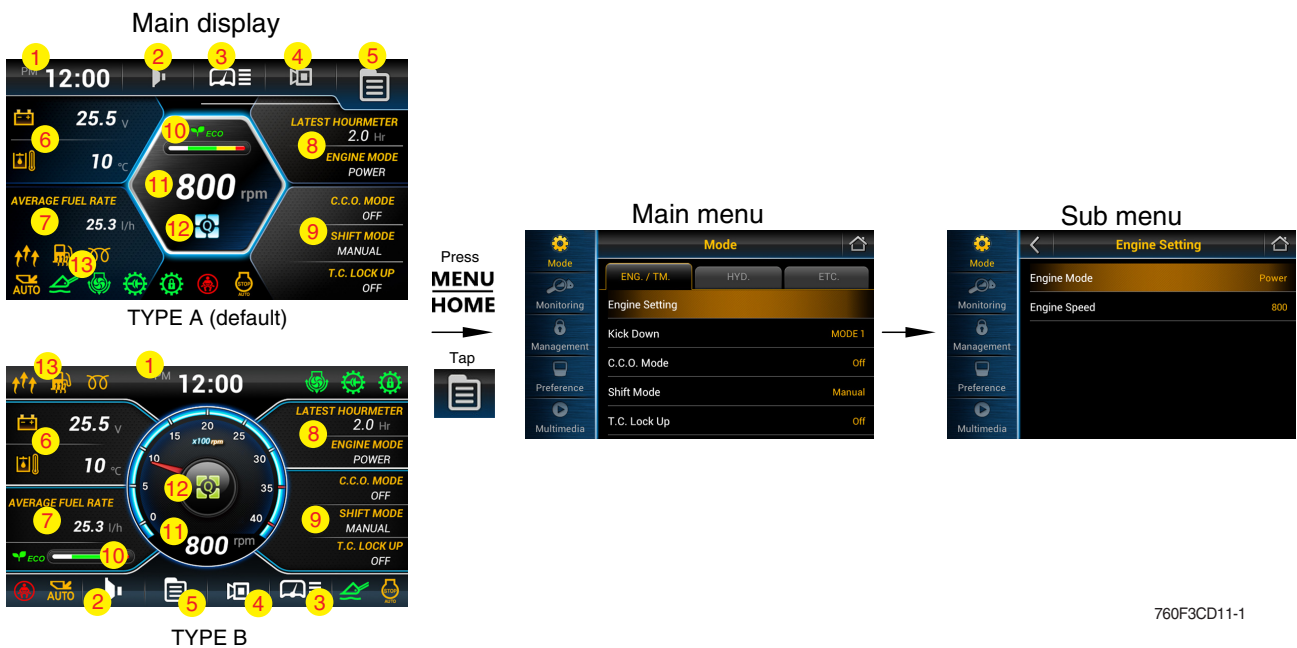 Main display
1
2
3
4
5
PM 12:00
6
25.5 V
10 °C
AVERAGE FUEL RATE
7
25.3 l/h
10
ECO
11
800 rpm
12
Q
LATEST HOURMETER
8
2.0 Hr
ENGINE MODE
POWER
C.C.O. MODE
OFF
9
SHIFT MODE
MANUAL
T.C. LOCK UP
OFF
13
AUTO
STOP
AUTO
TYPE A (default)
13
1
PM 12:00
6
25.5 V
10 °C
AVERAGE FUEL RATE
7
25.3 l/h
ECO
10
x100 rpm
0
5
10
15
20
25
30
35
40
12
Q
11
800 rpm
LATEST HOURMETER
8
2.0 Hr
ENGINE MODE
POWER
C.C.O. MODE
OFF
9
SHIFT MODE
MANUAL
T.C. LOCK UP
OFF
AUTO
2
5
4
3
STOP
AUTO
TYPE B
Press
MENU
HOME
Tap
Main menu
Mode
Monitoring
Management
Preference
Multimedia
Mode
ENG. / TM.
HYD.
ETC.
Engine Setting
Kick Down MODE 1
C.C.O. Mode Off
Shift Mode Manual
T.C. Lock Up Off
Sub menu
Mode
Monitoring
Management
Preference
Multimedia
Engine Setting
Engine Mode Power
Engine Speed 800
760F3CD11-1